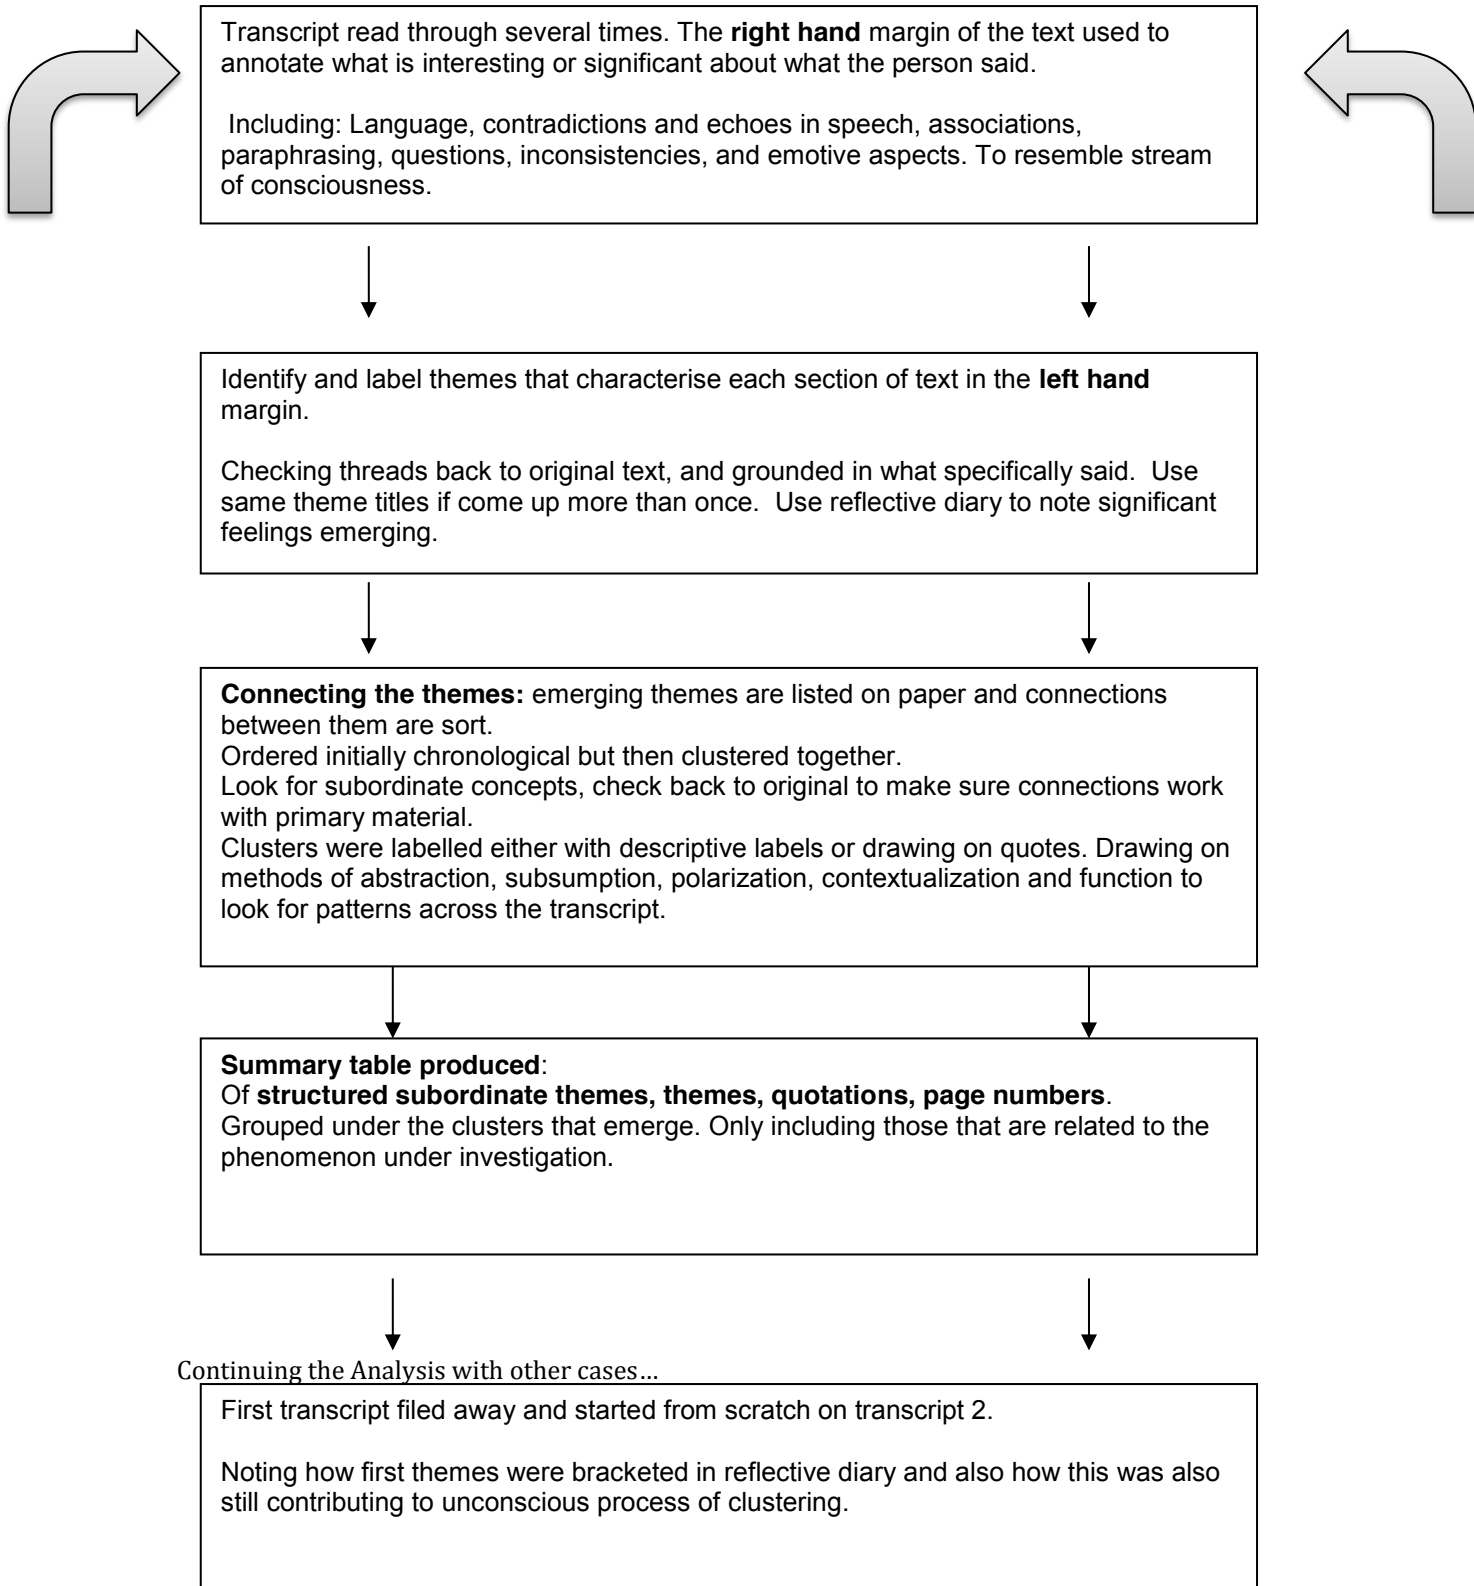 Transcript read through several times. The right hand margin of the text used to
annotate what is interesting or significant about what the person said.
Including: Language, contradictions and echoes in speech, associations,
paraphrasing, questions, inconsistencies, and emotive aspects. To resemble stream
of consciousness.
Identify and label themes that characterise each section of text in the left hand
margin.
Checking threads back to original text, and grounded in what specifically said. Use
same theme titles if come up more than once. Use reflective diary to note significant
feelings emerging.
Connecting the themes: emerging themes are listed on paper and connections
between them are sort.
Ordered initially chronological but then clustered together.
Look for subordinate concepts, check back to original to make sure connections work
with primary material.
Clusters were labelled either with descriptive labels or drawing on quotes. Drawing on
methods of abstraction, subsumption, polarization, contextualization and function to
look for patterns across the transcript.
Summary table produced:
Of structured subordinate themes, themes, quotations, page numbers.
Grouped under the clusters that emerge. Only including those that are related to the
phenomenon under investigation.
Continuing the Analysis with other cases…
First transcript filed away and started from scratch on transcript 2.
Noting how first themes were bracketed in reflective diary and also how this was also
still contributing to unconscious process of clustering.